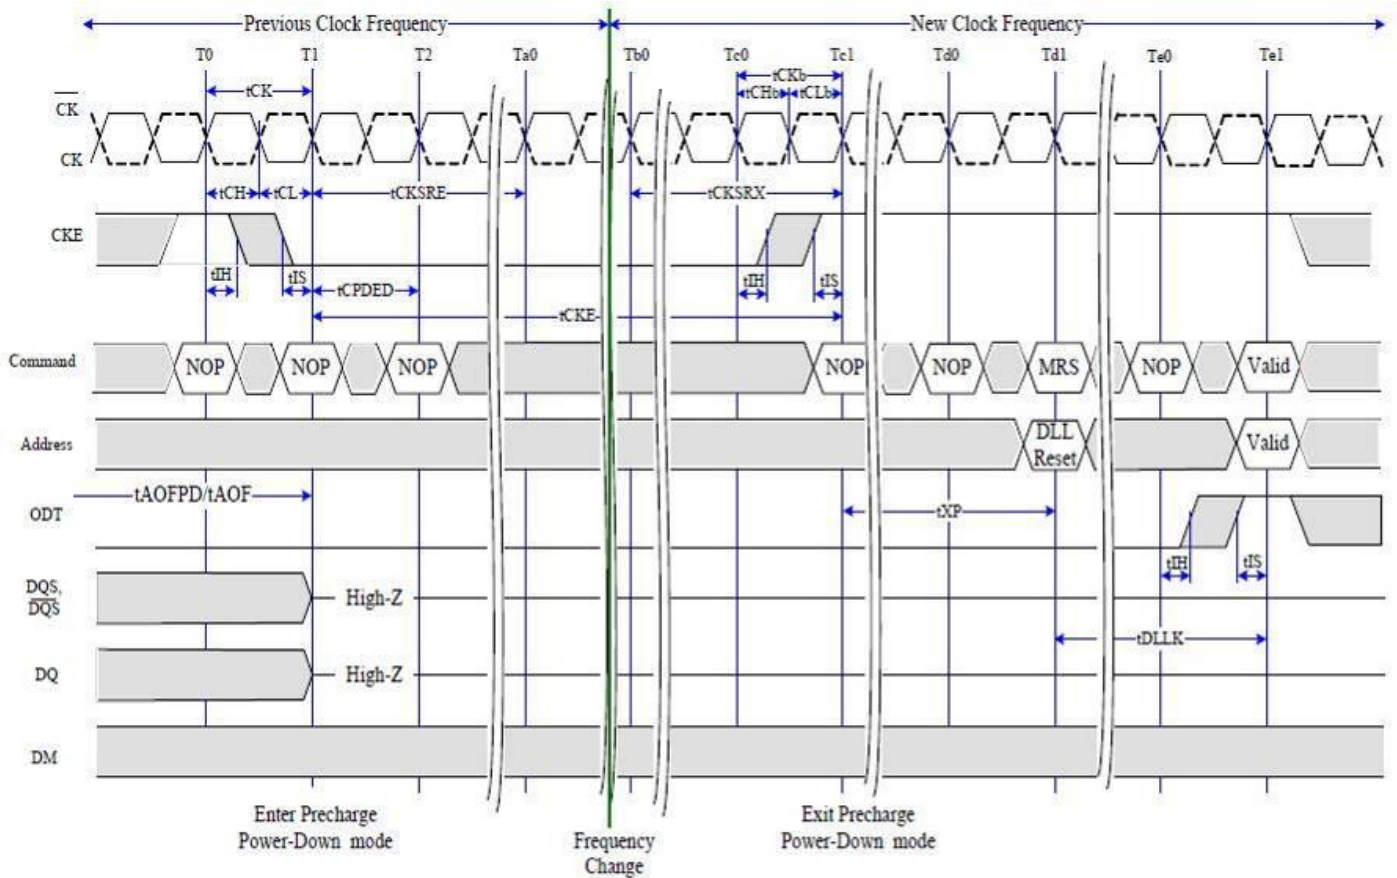 Previous Clock Frequency
New Clock Frequency
T0 T1 T2 Ta0 Tb0 Tc0 Tc1 Td0 Td1 Te0 Te1
tCK
tCKb
tCHb tCLb
CK
CK
tCH tCL tCKSRE tCKSRX
CKE
tIH tIS tCPDED tIH tIS
tCKE
Command NOP NOP NOP NOP NOP MRS NOP Valid
Address DLL Reset Valid
tAOFPD/tAOF
ODT
tXP
tIH tIS
DQS,
DQS
High-Z
tDLLK
DQ High-Z
DM
Enter Precharge
Power-Down mode
Frequency
Change
Exit Precharge
Power-Down mode